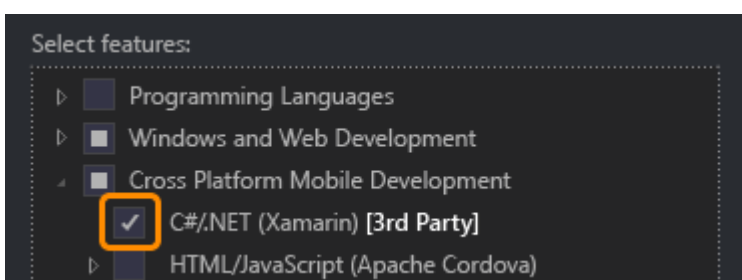 Select features:
Programming Languages
Windows and Web Development
Cross Platform Mobile Development
C#/.NET (Xamarin) [3rd Party]
HTML/JavaScript (Apache Cordova)